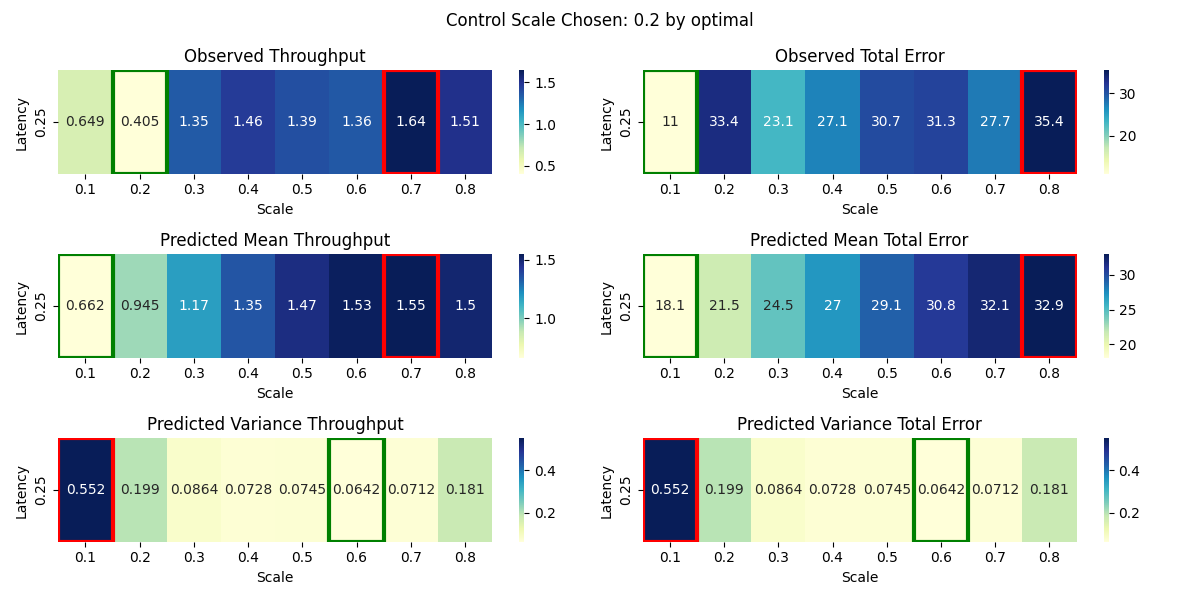 Control Scale Chosen: 0.2 by optimal
Observed Throughput
Latency
0.25
0.649 0.405 1.35 1.46 1.39 1.36 1.64 1.51
0.1 0.2 0.3 0.4 0.5 0.6 0.7 0.8
Scale
1.5
1.0
0.5
Observed Total Error
Latency
0.25
11 33.4 23.1 27.1 30.7 31.3 27.7 35.4
0.1 0.2 0.3 0.4 0.5 0.6 0.7 0.8
Scale
30
20
Predicted Mean Throughput
Latency
0.25
0.662 0.945 1.17 1.35 1.47 1.53 1.55 1.5
0.1 0.2 0.3 0.4 0.5 0.6 0.7 0.8
Scale
1.5
1.0
Predicted Mean Total Error
Latency
0.25
18.1 21.5 24.5 27 29.1 30.8 32.1 32.9
0.1 0.2 0.3 0.4 0.5 0.6 0.7 0.8
Scale
30
25
20
Predicted Variance Throughput
Latency
0.25
0.552 0.199 0.0864 0.0728 0.0745 0.0642 0.0712 0.181
0.1 0.2 0.3 0.4 0.5 0.6 0.7 0.8
Scale
0.4
0.2
Predicted Variance Total Error
Latency
0.25
0.552 0.199 0.0864 0.0728 0.0745 0.0642 0.0712 0.181
0.1 0.2 0.3 0.4 0.5 0.6 0.7 0.8
Scale
0.4
0.2